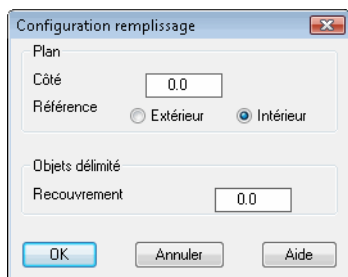 Configuration remplissage
Plan
Côté 0.0
Référence Extérieur Intérieur
Objets délimité
Recouvrement 0.0
OK Annuler Aide